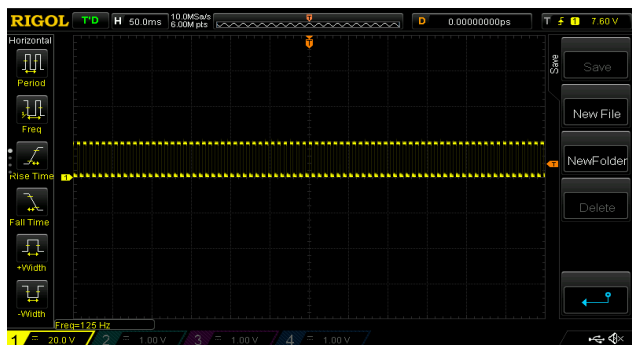 RIGOL T'D H 50.0ms 10.0MSa/s 6.00M pts D 0.00000000ps T 1 7.60 V
Horizontal
Period
Freq
Rise Time
Fall Time
+Width
-Width
T
T
1
Freq=125 Hz
Save
Save
New File
NewFolder
Delete
1 = 20.0 V 2 = 1.00 V 3 = 1.00 V 4 = 1.00 V